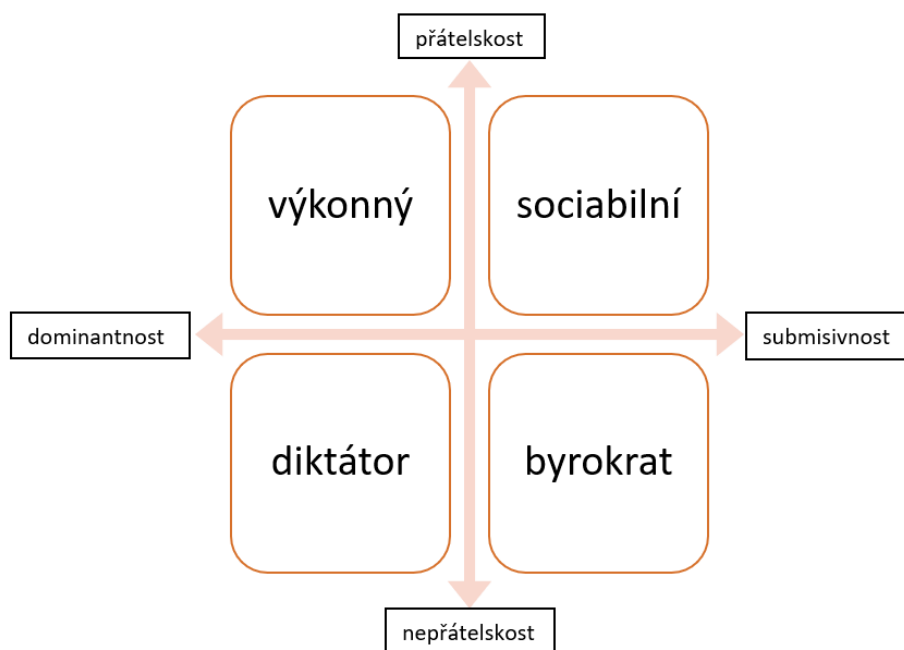 přátelskost
výkonný
sociabilní
dominantnost
submisivnost
diktátor
byrokrat
nepřátelskost